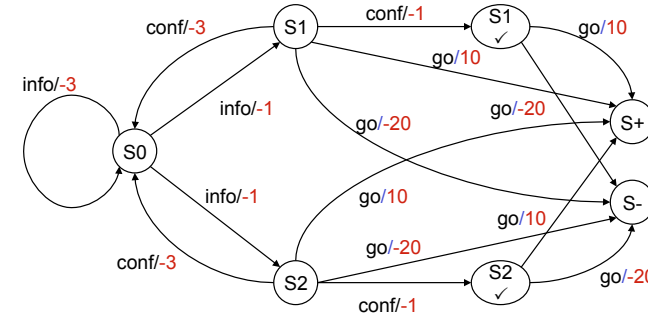 S1
conf/-1
S1
✓
go/10
conf/-3
go/10
info/-3
info/-1
go/-20
go/-20
S+
S0
info/-1
go/10
go/10
S-
conf/-3
go/-20
S2
S2
✓
go/-20
conf/-1